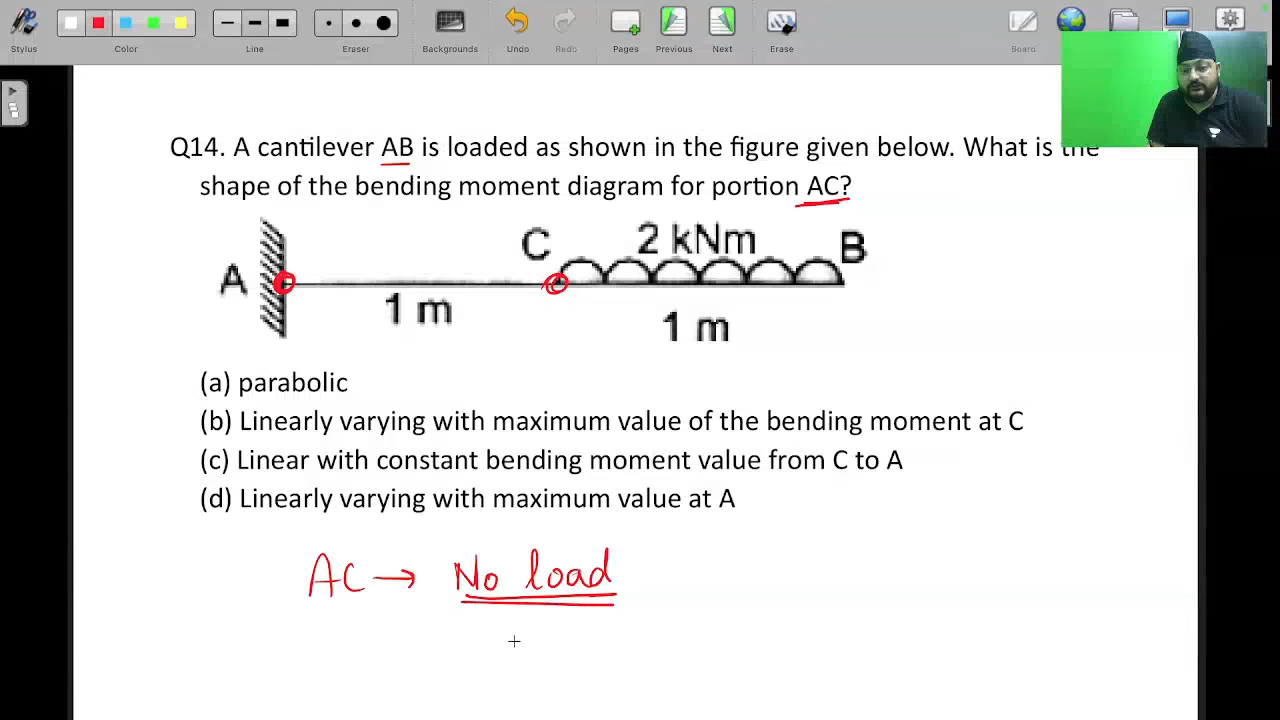 Stylus Color Line Eraser Backgrounds Undo Redo Pages Previous Next Erase Board
Q14. A cantilever AB is loaded as shown in the figure given below. What is the
shape of the bending moment diagram for portion AC?
A C 2 kNm B
1 m 1 m
(a) parabolic
(b) Linearly varying with maximum value of the bending moment at C
(c) Linear with constant bending moment value from C to A
(d) Linearly varying with maximum value at A
AC → No load